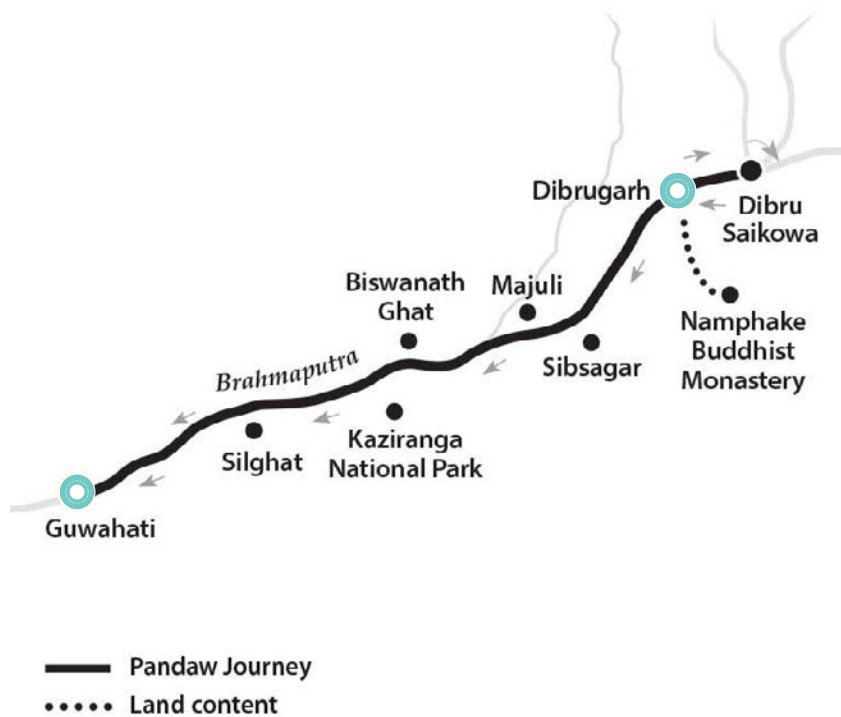 Dibrugarh
Dibru
Saikowa
Biswanath
Ghat
Majuli
Namphake
Buddhist
Monastery
Sibsagar
Brahmaputra
Kaziranga
National Park
Silghat
Guwahati
Pandaw Journey
Land content